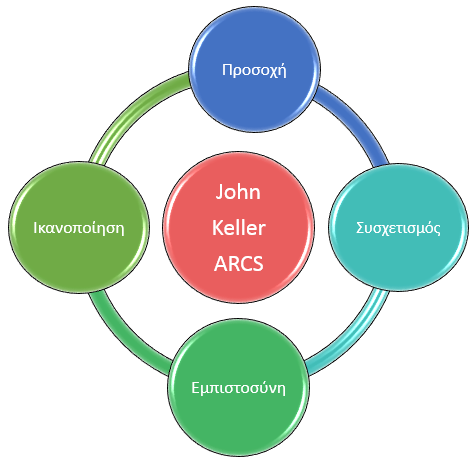 Προσοχή
Συσχετισμός
Εμπιστοσύνη
Ικανοποίηση
John
Keller
ARCS